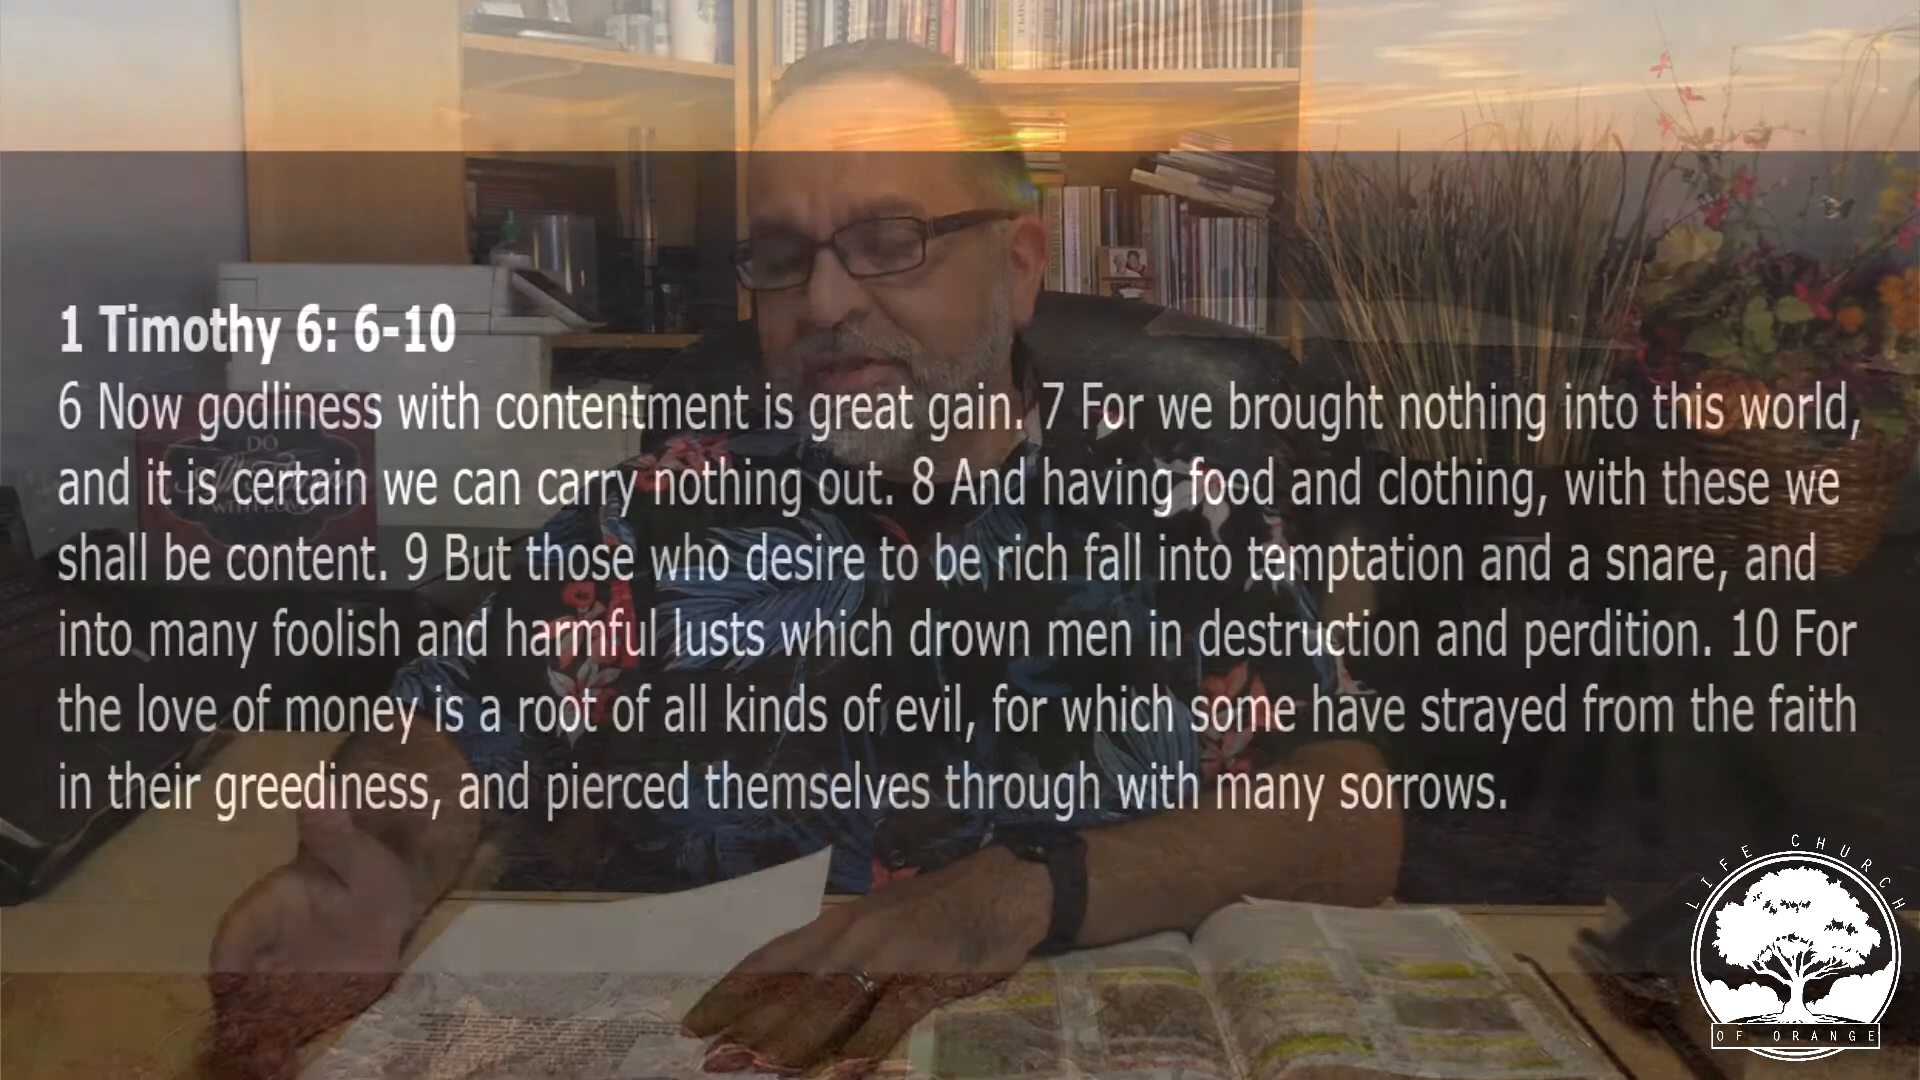 1 Timothy 6: 6-10
6 Now godliness with contentment is great gain. 7 For we brought nothing into this world,
and it is certain we can carry nothing out. 8 And having food and clothing, with these we
shall be content. 9 But those who desire to be rich fall into temptation and a snare, and
into many foolish and harmful lusts which drown men in destruction and perdition. 10 For
the love of money is a root of all kinds of evil, for which some have strayed from the faith
in their greediness, and pierced themselves through with many sorrows.
DO
WITH LOVE
LIFE CHURCH
OF ORANGE